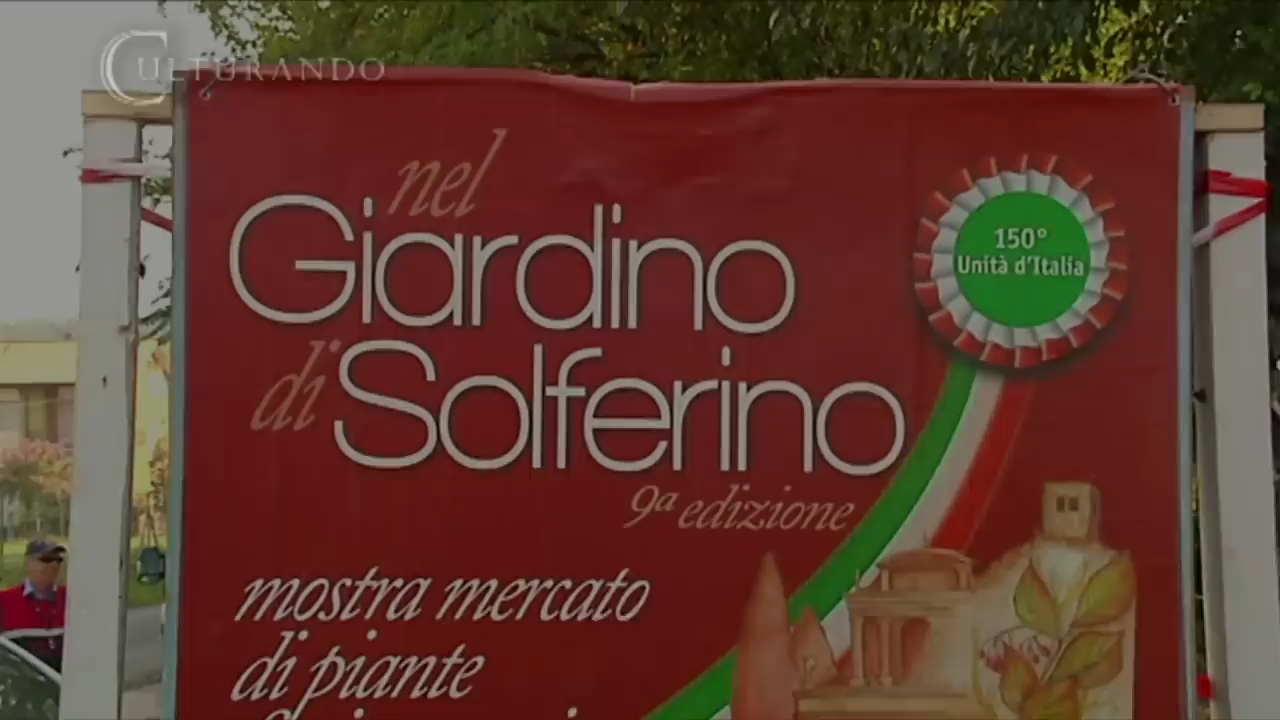 CULTURANDO
nel
Giardino
di Solferino
9ª edizione
150°
Unità d'Italia
mostra mercato
di piante